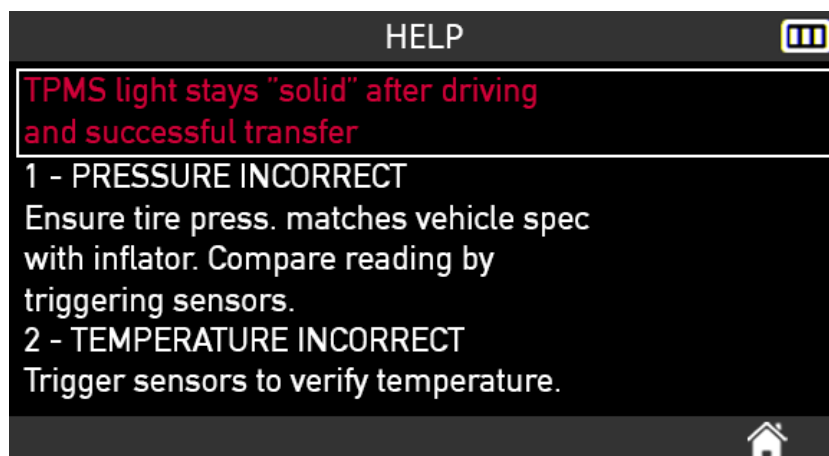 HELP
TPMS light stays "solid" after driving
and successful transfer
1 - PRESSURE INCORRECT
Ensure tire press. matches vehicle spec
with inflator. Compare reading by
triggering sensors.
2 - TEMPERATURE INCORRECT
Trigger sensors to verify temperature.